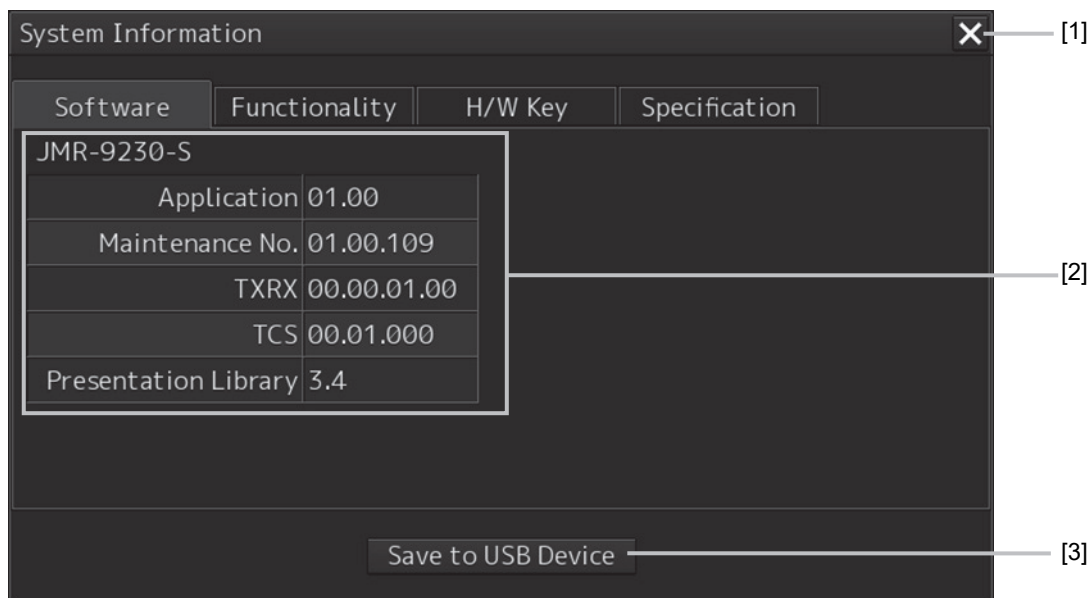 System Information
[1]
Software Functionality H/W Key Specification
JMR-9230-S
Application 01.00
Maintenance No. 01.00.109
[2]
TXRX 00.00.01.00
TCS 00.01.000
Presentation Library 3.4
Save to USB Device
[3]